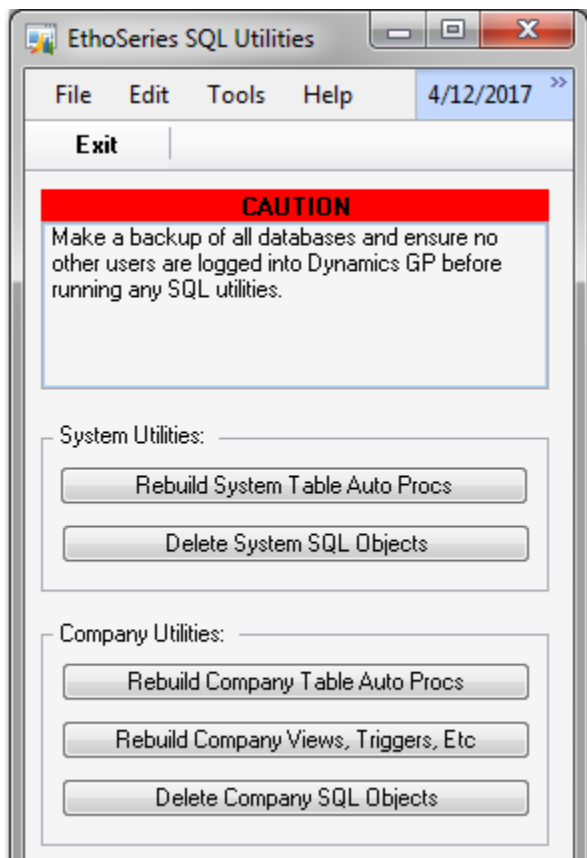 EthoSeries SQL Utilities
File Edit Tools Help 4/12/2017 »
Exit
CAUTION
Make a backup of all databases and ensure no
other users are logged into Dynamics GP before
running any SQL utilities.
System Utilities:
Rebuild System Table Auto Procs
Delete System SQL Objects
Company Utilities:
Rebuild Company Table Auto Procs
Rebuild Company Views, Triggers, Etc
Delete Company SQL Objects